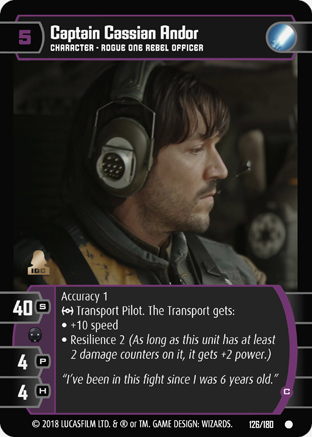 5
Captain Cassian Andor
CHARACTER - ROGUE ONE REBEL OFFICER
40 S
4 P
4 H
Accuracy 1
Transport Pilot. The Transport gets:
• +10 speed
• Resilience 2 (As long as this unit has at least
2 damage counters on it, it gets +2 power.)
“I’ve been in this fight since I was 6 years old.”
C
© 2018 LUCASFILM LTD. & ® or TM. GAME DESIGN: WIZARDS. 126/180